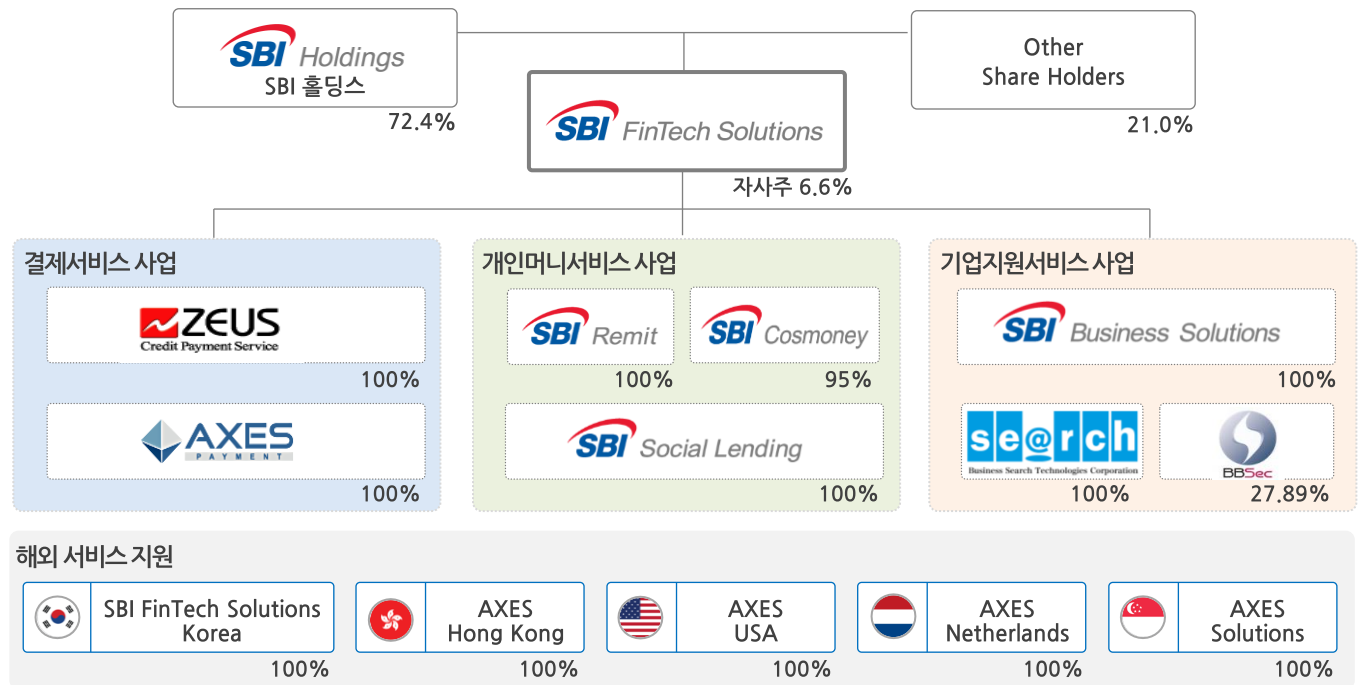 SBI Holdings
SBI 홀딩스
72.4%
Other
Share Holders
21.0%
SBI FinTech Solutions
자사주 6.6%
결제서비스 사업
ZEUS
Credit Payment Service
100%
AXES
PAYMENT
100%
개인머니서비스 사업
SBI Remit
100%
SBI Cosmoney
95%
SBI Social Lending
100%
기업지원서비스 사업
SBI Business Solutions
100%
se@rch
Business Search Technologies Corporation
100%
BBSec
27.89%
해외 서비스 지원
SBI FinTech Solutions
Korea
100%
AXES
Hong Kong
100%
AXES
USA
100%
AXES
Netherlands
100%
AXES
Solutions
100%